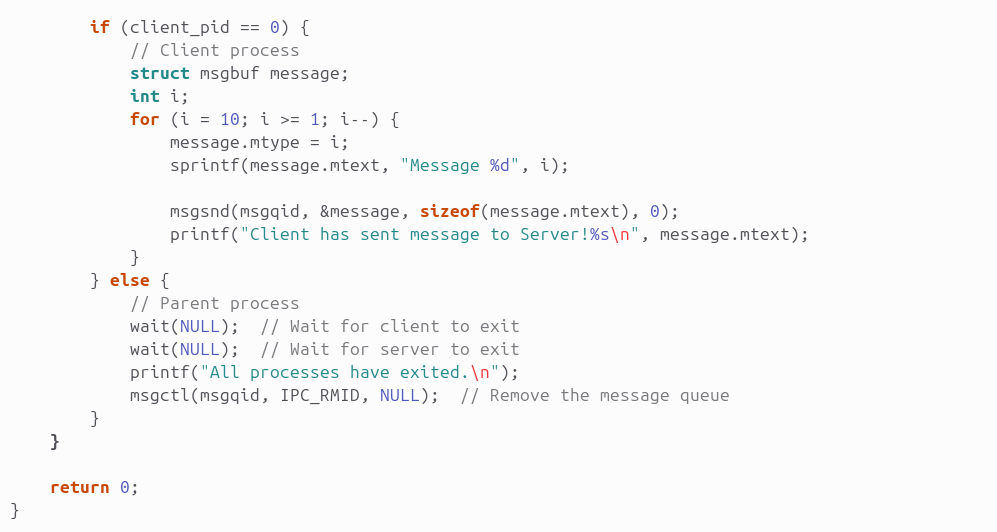 if (client_pid == 0) {
            // Client process
            struct msgbuf message;
            int i;
            for (i = 10; i >= 1; i--) {
                message.mtype = i;
                sprintf(message.mtext, "Message %d", i);

                msgsnd(msgqid, &message, sizeof(message.mtext), 0);
                printf("Client has sent message to Server!%s\n", message.mtext);
            }
        } else {
            // Parent process
            wait(NULL);  // Wait for client to exit
            wait(NULL);  // Wait for server to exit
            printf("All processes have exited.\n");
            msgctl(msgqid, IPC_RMID, NULL);  // Remove the message queue
        }
    }

    return 0;
}